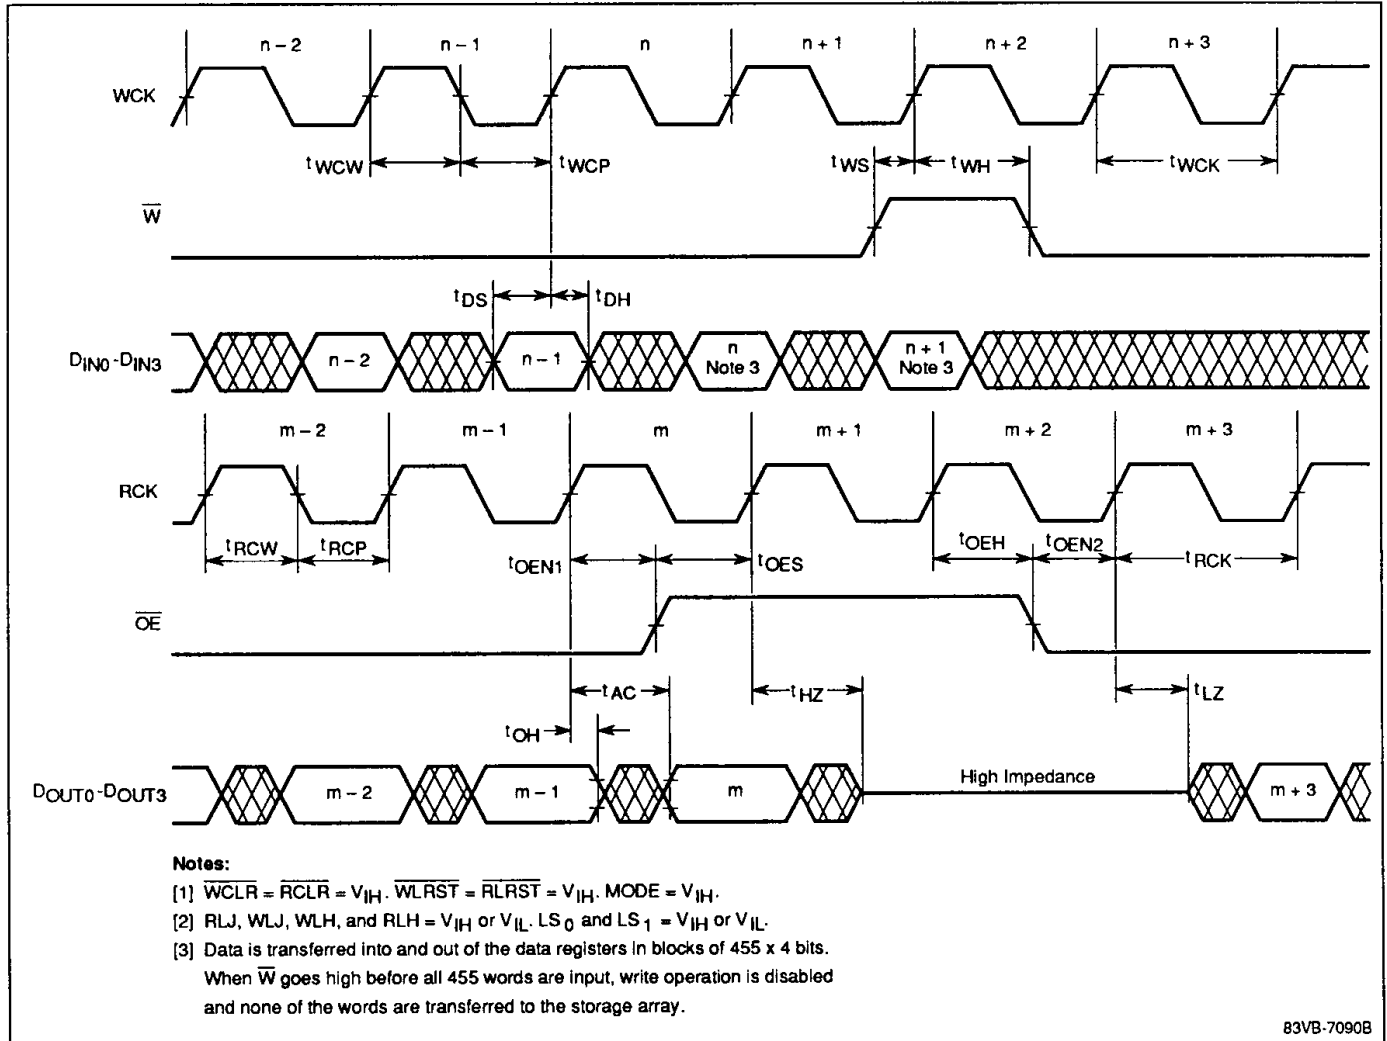 n – 2 n – 1 n n + 1 n + 2 n + 3
WCK
tWCW tWCP tWS tWH tWCK
W̅
tDS tDH
DIN0-DIN3 n – 2 n – 1 n n + 1
Note 3 Note 3
m – 2 m – 1 m m + 1 m + 2 m + 3
RCK
tRCW tRCP tOEN1 tOES tOEH tOEN2 tRCK
O̅E̅
tAC tHZ tLZ
tOH
DOUT0-DOUT3 m – 2 m – 1 m High Impedance m + 3
Notes:
[1] W̅C̅L̅R̅ = R̅C̅L̅R̅ = VIH. W̅L̅R̅S̅T̅ = R̅L̅R̅S̅T̅ = VIH. MODE = VIH.
[2] RLJ, WLJ, WLH, and RLH = VIH or VIL. LS0 and LS1 = VIH or VIL.
[3] Data is transferred into and out of the data registers in blocks of 455 x 4 bits.
When W̅ goes high before all 455 words are input, write operation is disabled
and none of the words are transferred to the storage array.
83VB-7090B